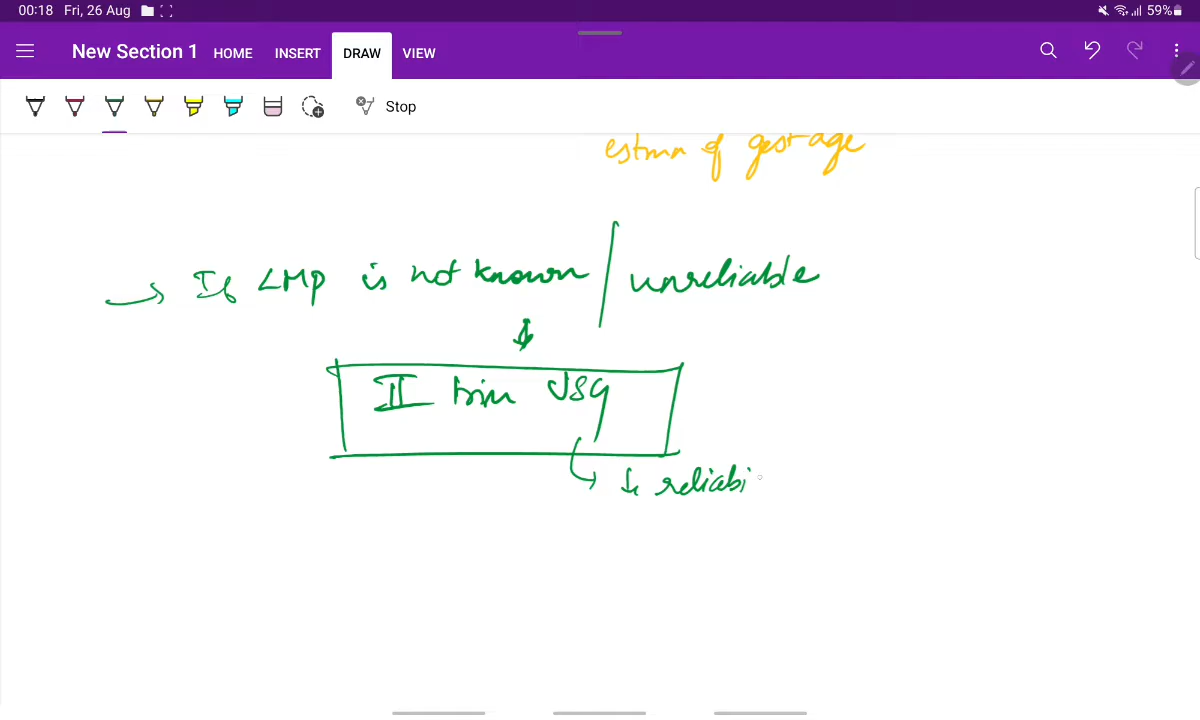 00:18 Fri, 26 Aug 59%
New Section 1 HOME INSERT DRAW VIEW
Stop
estmn of gest age
→ If LMP is not known / unreliable
↓
II trim USG
↳ ↓ reliabi